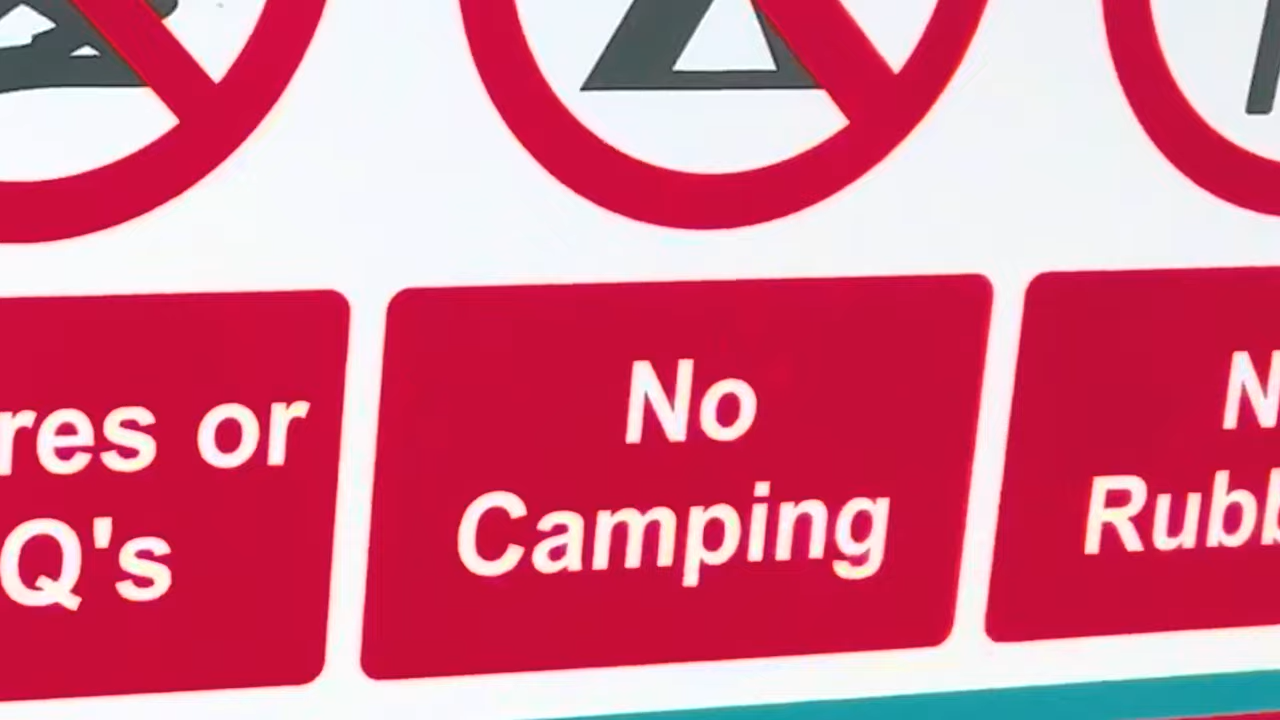 res or
Q's
No
Camping
N
Rubb